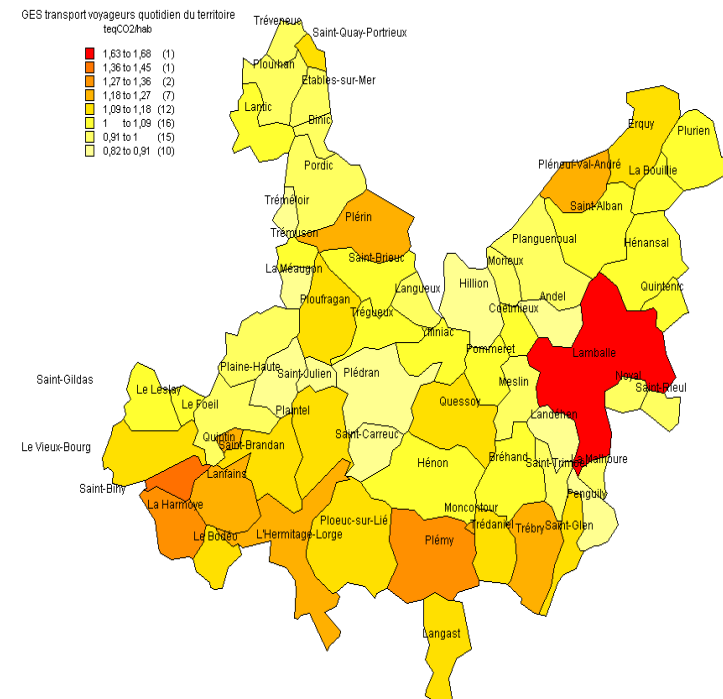 GES transport voyageurs quotidien du territoire
teqCO2/hab
1,63 to 1,68 (1)
1,36 to 1,45 (1)
1,27 to 1,36 (2)
1,18 to 1,27 (7)
1,09 to 1,18 (12)
1 to 1,09 (16)
0,91 to 1 (15)
0,82 to 0,91 (10)
Tréveneuc
Saint-Quay-Portrieux
Plourhan
Etables-sur-Mer
Lantic
Binic
Erquy
Plurien
Pordic
Pléneuf-Val-André
La Bouillie
Tréméloir
Plérin
Saint-Alban
Trémuson
Planguenoual
Hénansal
Saint-Brieuc
Morieux
La Méaugon
Hillion
Quintenic
Langueux
Andel
Ploufragan
Coëtmieux
Trégueux
Yffiniac
Pommeret
Lamballe
Plaine-Haute
Saint-Julien
Plédran
Noyal
Saint-Gildas
Meslin
Saint-Rieul
Le Leslay
Le Foeil
Quessoy
Plaintel
Landehen
Quintin
Saint-Carreuc
Saint-Brandan
Le Vieux-Bourg
Bréhand
La Malhoure
Hénon
Saint-Trimoël
Lanfains
Saint-Bihy
Penguily
La Harmoye
Moncontour
Ploeuc-sur-Lié
Trédaniel
Trébry
Saint-Glen
Le Bodéo
L'Hermitage-Lorge
Plémy
Langast